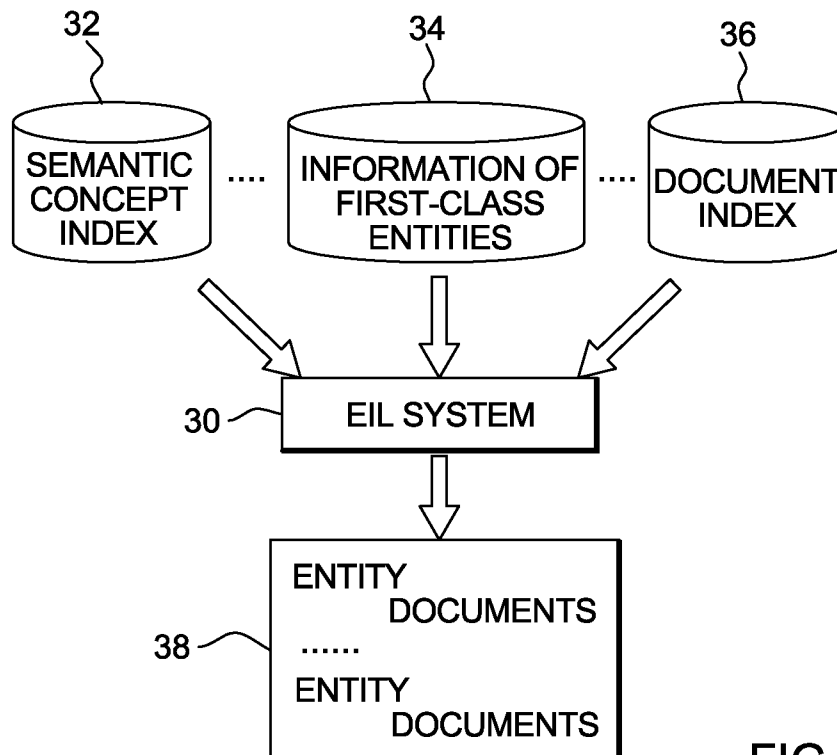 32
34
36
SEMANTIC
CONCEPT
INDEX
....
INFORMATION OF
FIRST-CLASS
ENTITIES
....
DOCUMENT
INDEX
30
EIL SYSTEM
38
ENTITY
DOCUMENTS
......
ENTITY
DOCUMENTS
FIG